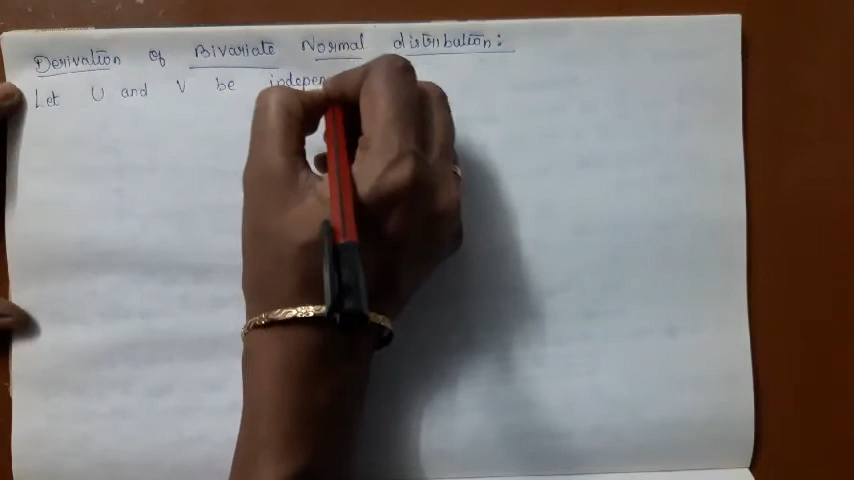 Derivation of Bivariate Normal distribution:
Let U and V be indepen